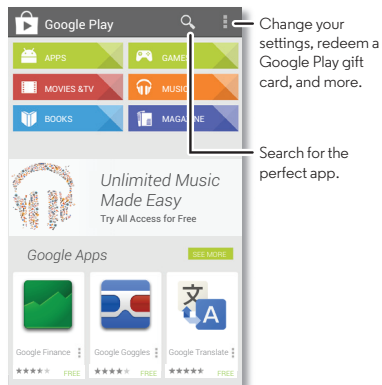 Google Play
Change your
settings, redeem a
Google Play gift
card, and more.
APPS
GAMES
MOVIES &TV
MUSIC
BOOKS
Search for the
perfect app.
Unlimited Music
Made Easy
Try All Access for Free
Google Apps
SEE MORE
文
A
Google Finance
Google Goggles
Google Translate
FREE
FREE
FREE